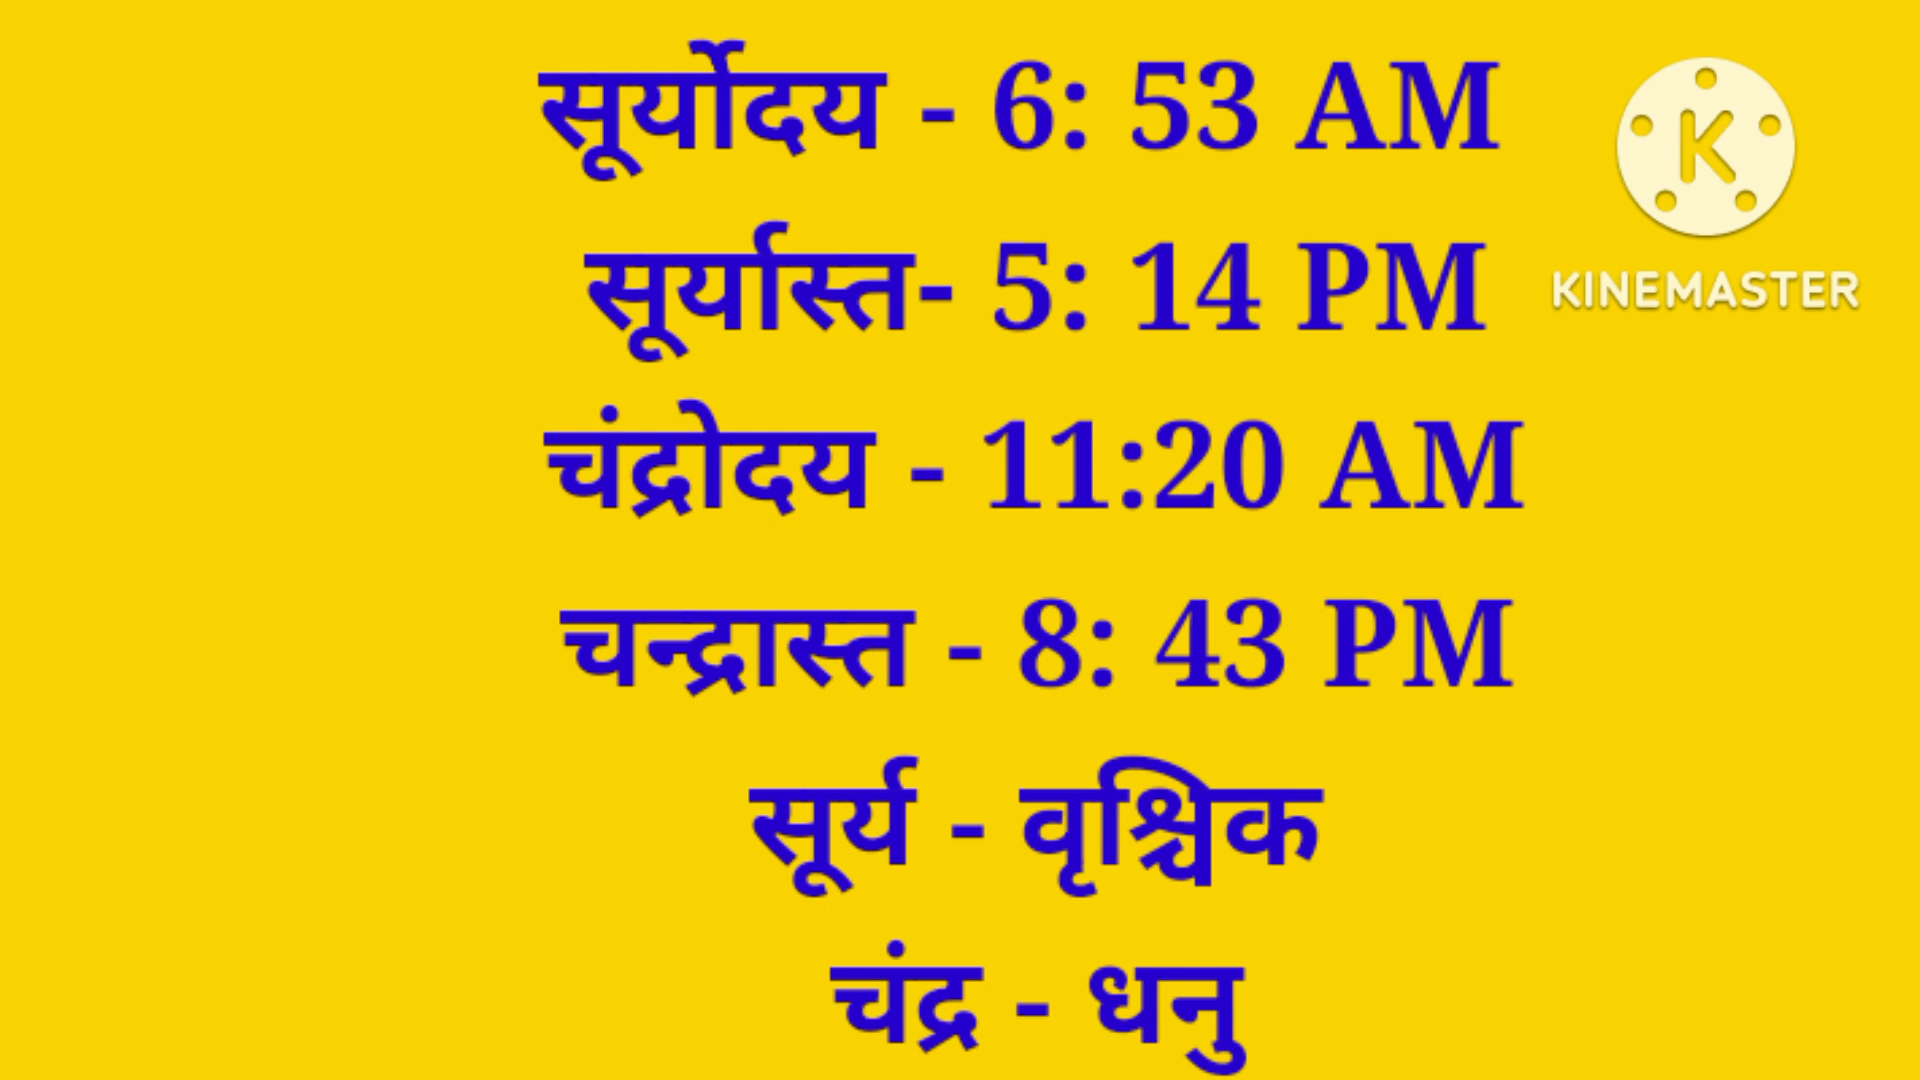 सूर्योदय - 6: 53 AM
सूर्यास्त- 5: 14 PM
चंद्रोदय - 11:20 AM
चन्द्रास्त - 8: 43 PM
सूर्य - वृश्चिक
चंद्र - धनु
K
KINEMASTER